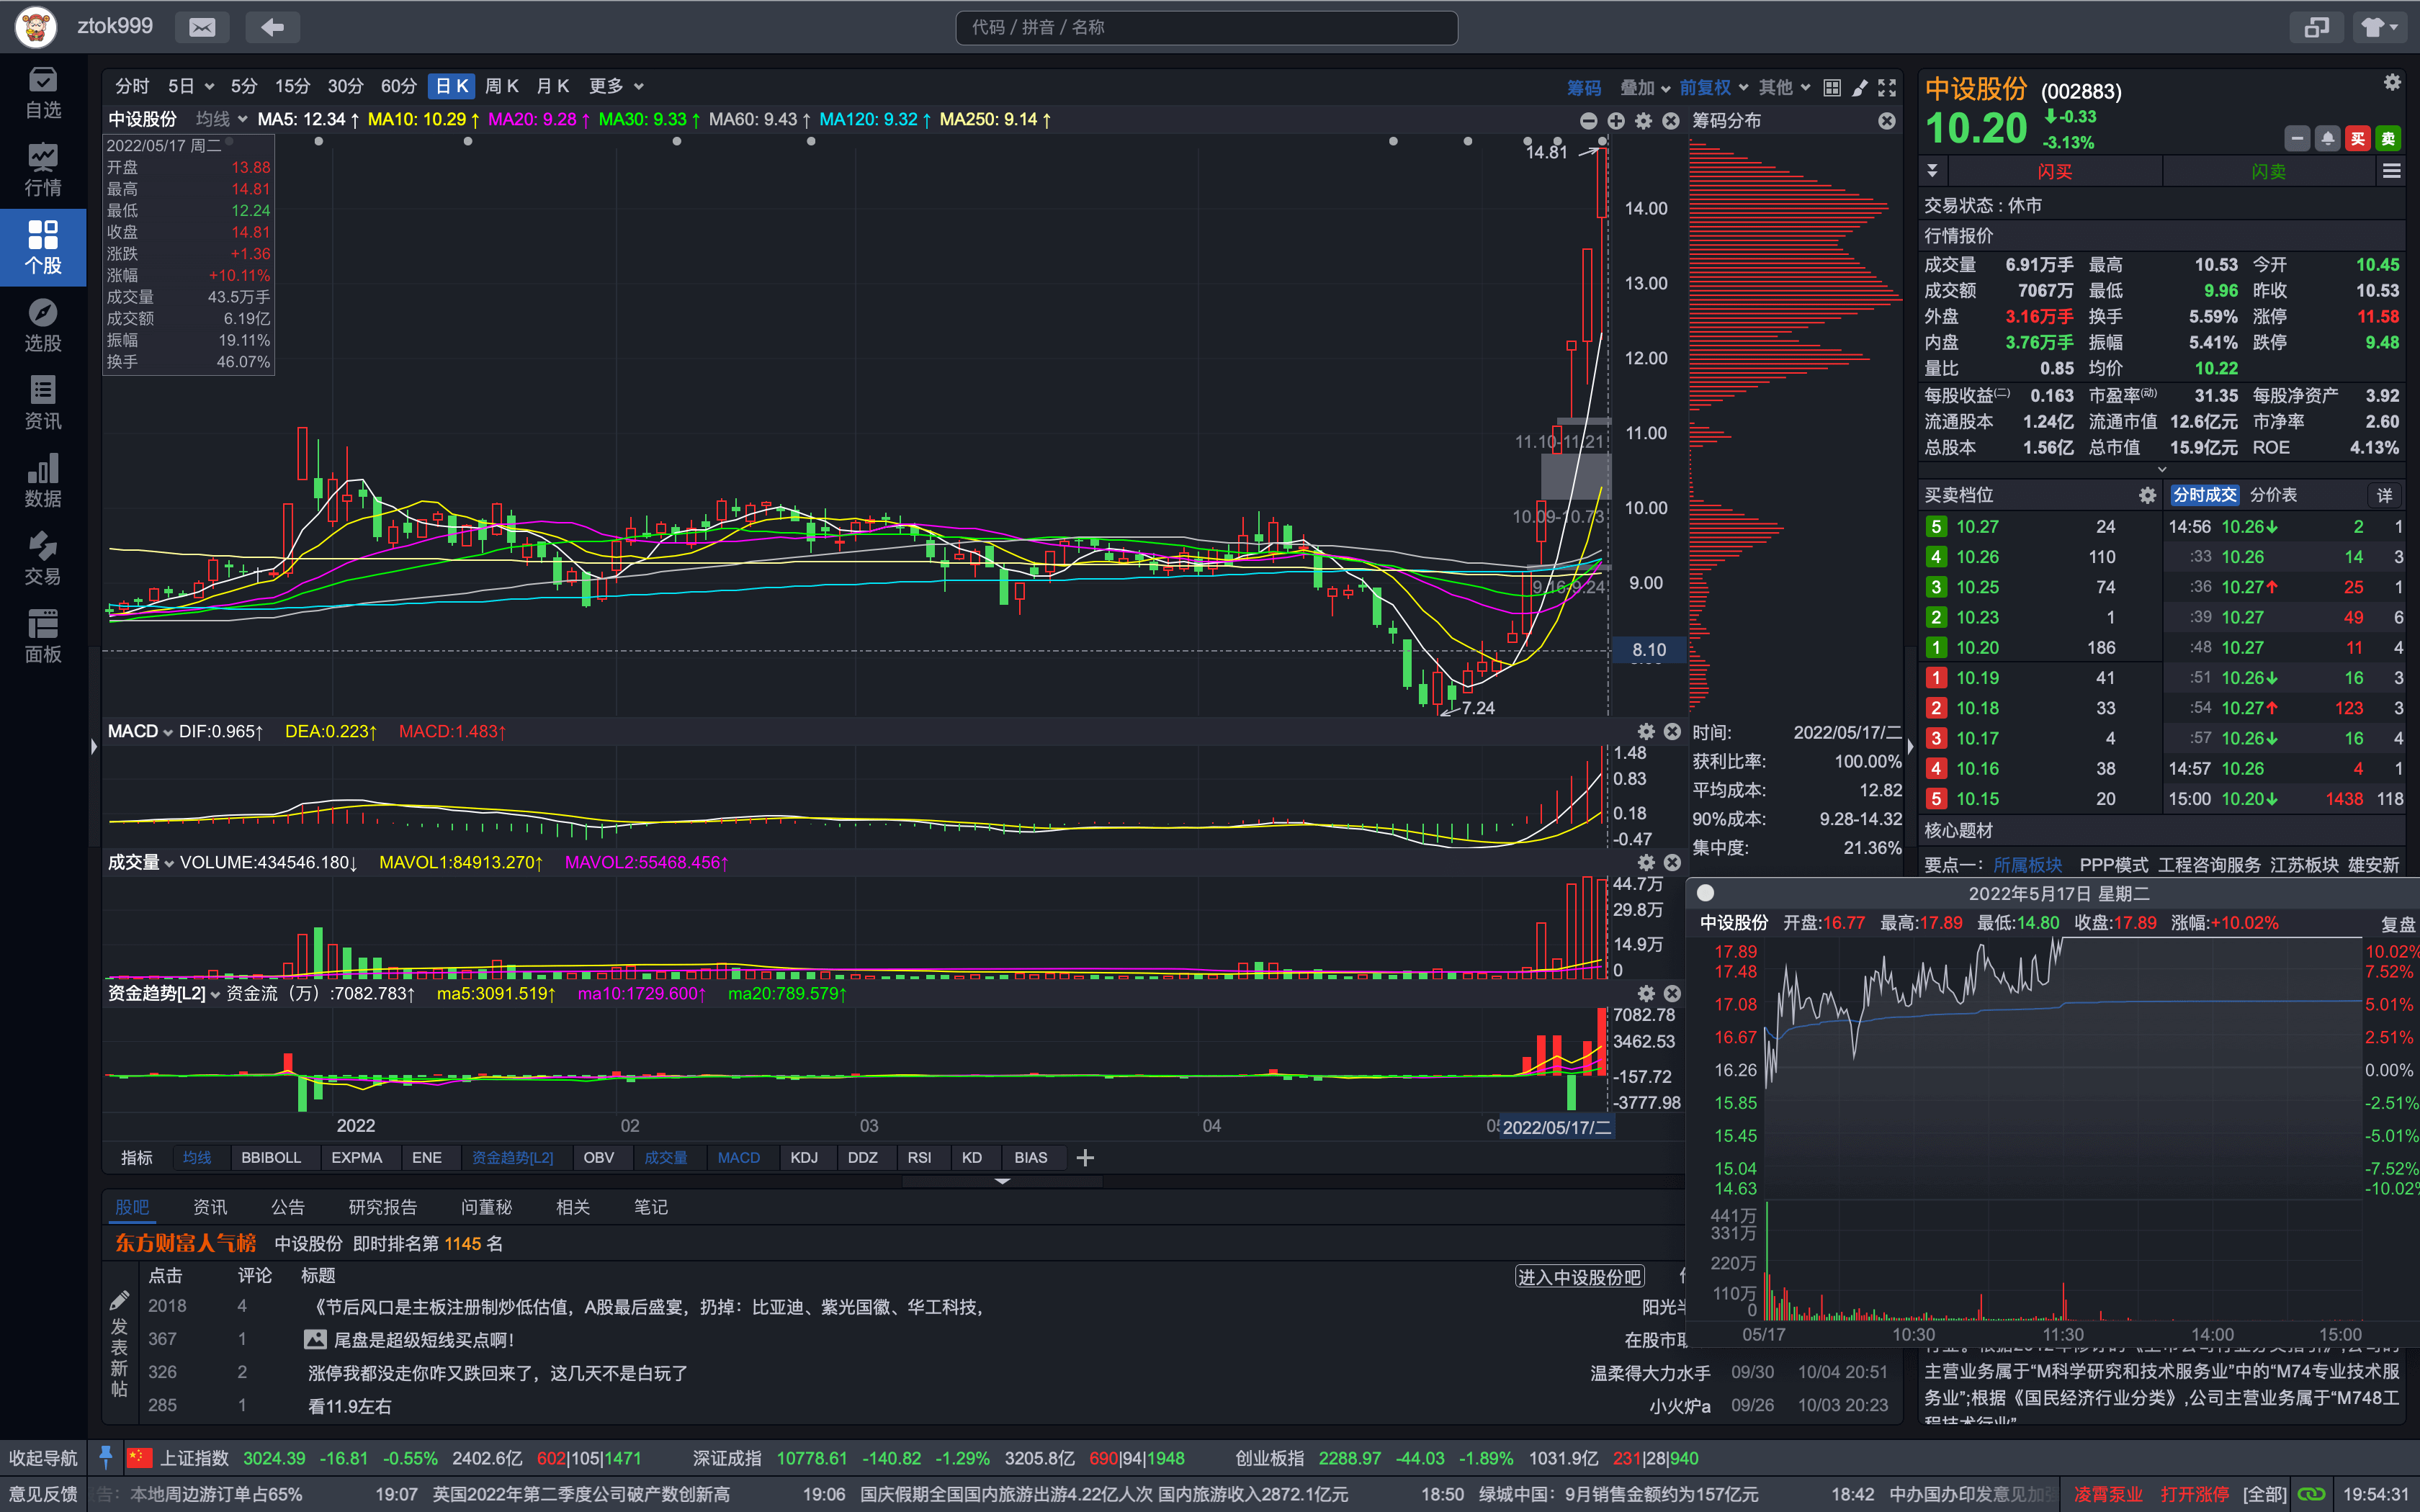 ztok999
代码 / 拼音 / 名称
自选
行情
个股
选股
资讯
数据
交易
面板
分时 5日 5分 15分 30分 60分 日K 周K 月K 更多
筹码 叠加 前复权 其他
中设股份 均线 MA5: 12.34↑ MA10: 10.29↑ MA20: 9.28↑ MA30: 9.33↑ MA60: 9.43↑ MA120: 9.32↑ MA250: 9.14↑
筹码分布
2022/05/17 周二
开盘 13.88
最高 14.81
最低 12.24
收盘 14.81
涨跌 +1.36
涨幅 +10.11%
成交量 43.5万手
成交额 6.19亿
振幅 19.11%
换手 46.07%
14.81
14.00
13.00
12.00
11.00
10.00
9.00
8.10
11.10-11.21
10.09-10.73
9.16-9.24
7.24
MACD DIF:0.965↑ DEA:0.223↑ MACD:1.483↑
1.48
0.83
0.18
-0.47
成交量 VOLUME:434546.180↓ MAVOL1:84913.270↑ MAVOL2:55468.456↑
44.7万
29.8万
14.9万
0
资金趋势[L2] 资金流（万）:7082.783↑ ma5:3091.519↑ ma10:1729.600↑ ma20:789.579↑
7082.78
3462.53
-157.72
-3777.98
2022 02 03 04 2022/05/17/二
时间: 2022/05/17/二
获利比率: 100.00%
平均成本: 12.82
90%成本: 9.28-14.32
集中度: 21.36%
指标 均线 BBIBOLL EXPMA ENE 资金趋势[L2] OBV 成交量 MACD KDJ DDZ RSI KD BIAS
股吧 资讯 公告 研究报告 问董秘 相关 笔记
东方财富人气榜 中设股份 即时排名第 1145 名
点击 评论 标题 进入中设股份吧
发表新帖
2018 4 《节后风口是主板注册制炒低估值，A股最后盛宴，扔掉：比亚迪、紫光国徽、华工科技， 阳光
367 1 尾盘是超级短线买点啊！ 在股市
326 2 涨停我都没走你咋又跌回来了，这几天不是白玩了 温柔得大力水手 09/30 10/04 20:51
285 1 看11.9左右 小火炉a 09/26 10/03 20:23
中设股份 (002883)
10.20 -0.33
-3.13%
买 卖
闪买 闪卖
交易状态：休市
行情报价
成交量 6.91万手 最高 10.53 今开 10.45
成交额 7067万 最低 9.96 昨收 10.53
外盘 3.16万手 换手 5.59% 涨停 11.58
内盘 3.76万手 振幅 5.41% 跌停 9.48
量比 0.85 均价 10.22
每股收益(二) 0.163 市盈率(动) 31.35 每股净资产 3.92
流通股本 1.24亿 流通市值 12.6亿元 市净率 2.60
总股本 1.56亿 总市值 15.9亿元 ROE 4.13%
买卖档位 分时成交 分价表 详
5 10.27 24
4 10.26 110
3 10.25 74
2 10.23 1
1 10.20 186
1 10.19 41
2 10.18 33
3 10.17 4
4 10.16 38
5 10.15 20
14:56 10.26↓ 2 1
:33 10.26 14 3
:36 10.27↑ 25 1
:39 10.27 49 6
:48 10.27 11 4
:51 10.26↓ 16 3
:54 10.27↑ 123 3
:57 10.26↓ 16 4
14:57 10.26 4 1
15:00 10.20↓ 1438 118
核心题材
要点一： 所属板块 PPP模式 工程咨询服务 江苏板块 雄安新
2022年5月17日 星期二
中设股份 开盘:16.77 最高:17.89 最低:14.80 收盘:17.89 涨幅:+10.02% 复盘
17.89 10.02%
17.48 7.52%
17.08 5.01%
16.67 2.51%
16.26 0.00%
15.85 -2.51%
15.45 -5.01%
15.04 -7.52%
14.63 -10.02%
441万
331万
220万
110万
0
05/17 10:30 11:30 14:00 15:00
主营业务属于“M科学研究和技术服务业”中的“M74专业技术服
务业”;根据《国民经济行业分类》,公司主营业务属于“M748工
程技术行业”
收起导航 上证指数 3024.39 -16.81 -0.55% 2402.6亿 602|105|1471 深证成指 10778.61 -140.82 -1.29% 3205.8亿 690|94|1948 创业板指 2288.97 -44.03 -1.89% 1031.9亿 231|28|940
意见反馈 告：本地周边游订单占65% 19:07 英国2022年第二季度公司破产数创新高 19:06 国庆假期全国国内旅游出游4.22亿人次 国内旅游收入2872.1亿元 18:50 绿城中国：9月销售金额约为157亿元 18:42 中办国办印发意见加强 凌霄泵业 打开涨停 [全部] 19:54:31